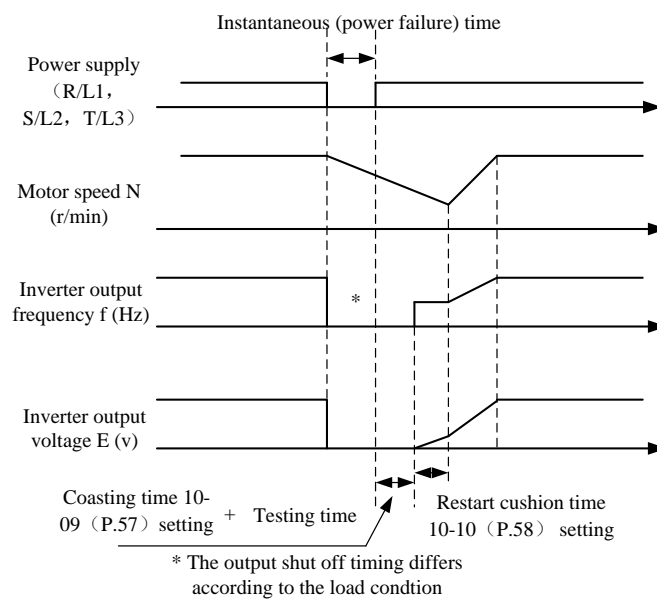 Instantaneous (power failure) time
Power supply
（R/L1，
S/L2，T/L3）
Motor speed N
(r/min)
Inverter output
frequency f (Hz)
*
Inverter output
voltage E (v)
Coasting time 10-
09（P.57）setting
+
Testing time
Restart cushion time
10-10（P.58）setting
* The output shut off timing differs
according to the load condtion